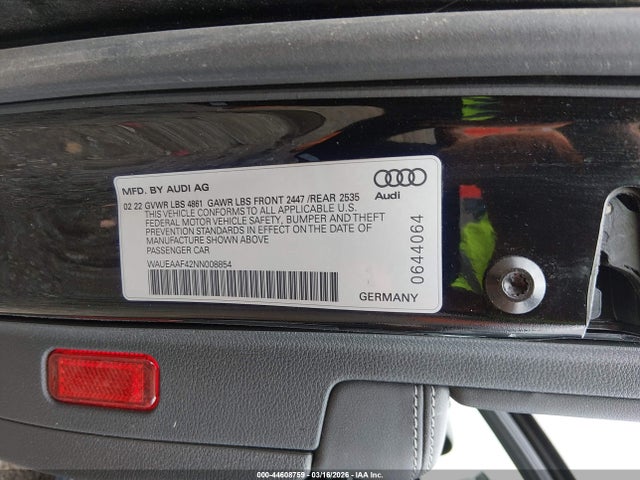 MFD. BY AUDI AG
Audi
02 22 GVWR LBS 4861 GAWR LBS FRONT 2447 /REAR 2535
THIS VEHICLE CONFORMS TO ALL APPLICABLE U.S.
FEDERAL MOTOR VEHICLE SAFETY, BUMPER AND THEFT
PREVENTION STANDARDS IN EFFECT ON THE DATE OF
MANUFACTURE SHOWN ABOVE
PASSENGER CAR
WAUEAAF42NN008854
0644064
GERMANY
000-44608759 - 03/16/2026 - IAA Inc.